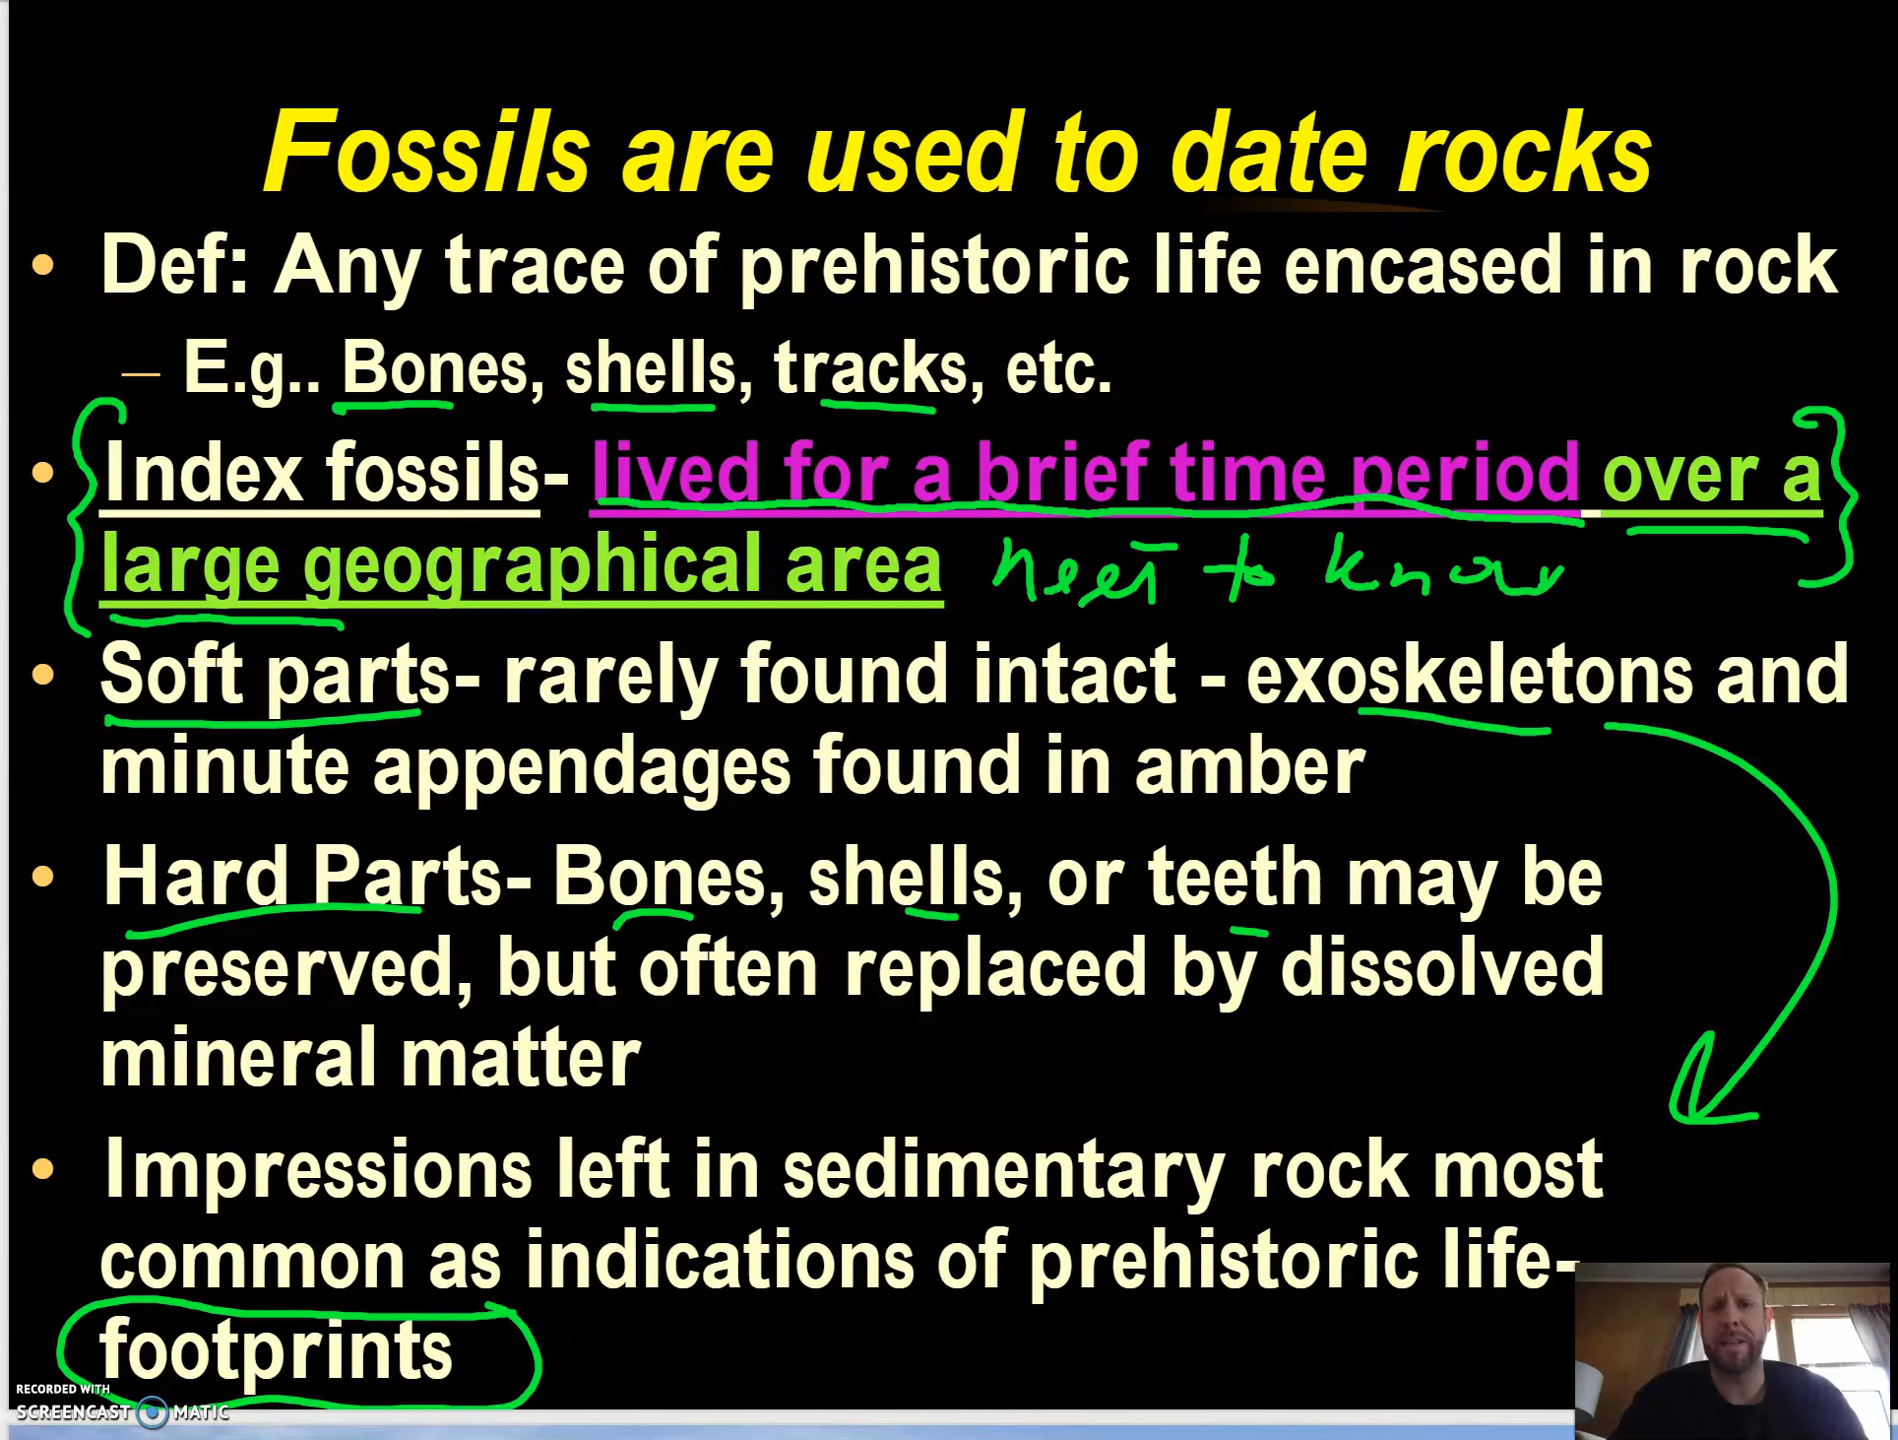 Fossils are used to date rocks
• Def: Any trace of prehistoric life encased in rock
– E.g.. Bones, shells, tracks, etc.
• Index fossils- lived for a brief time period over a
large geographical area need to know
• Soft parts- rarely found intact - exoskeletons and
minute appendages found in amber
• Hard Parts- Bones, shells, or teeth may be
preserved, but often replaced by dissolved
mineral matter
• Impressions left in sedimentary rock most
common as indications of prehistoric life-
footprints
RECORDED WITH
SCREENCAST MATIC